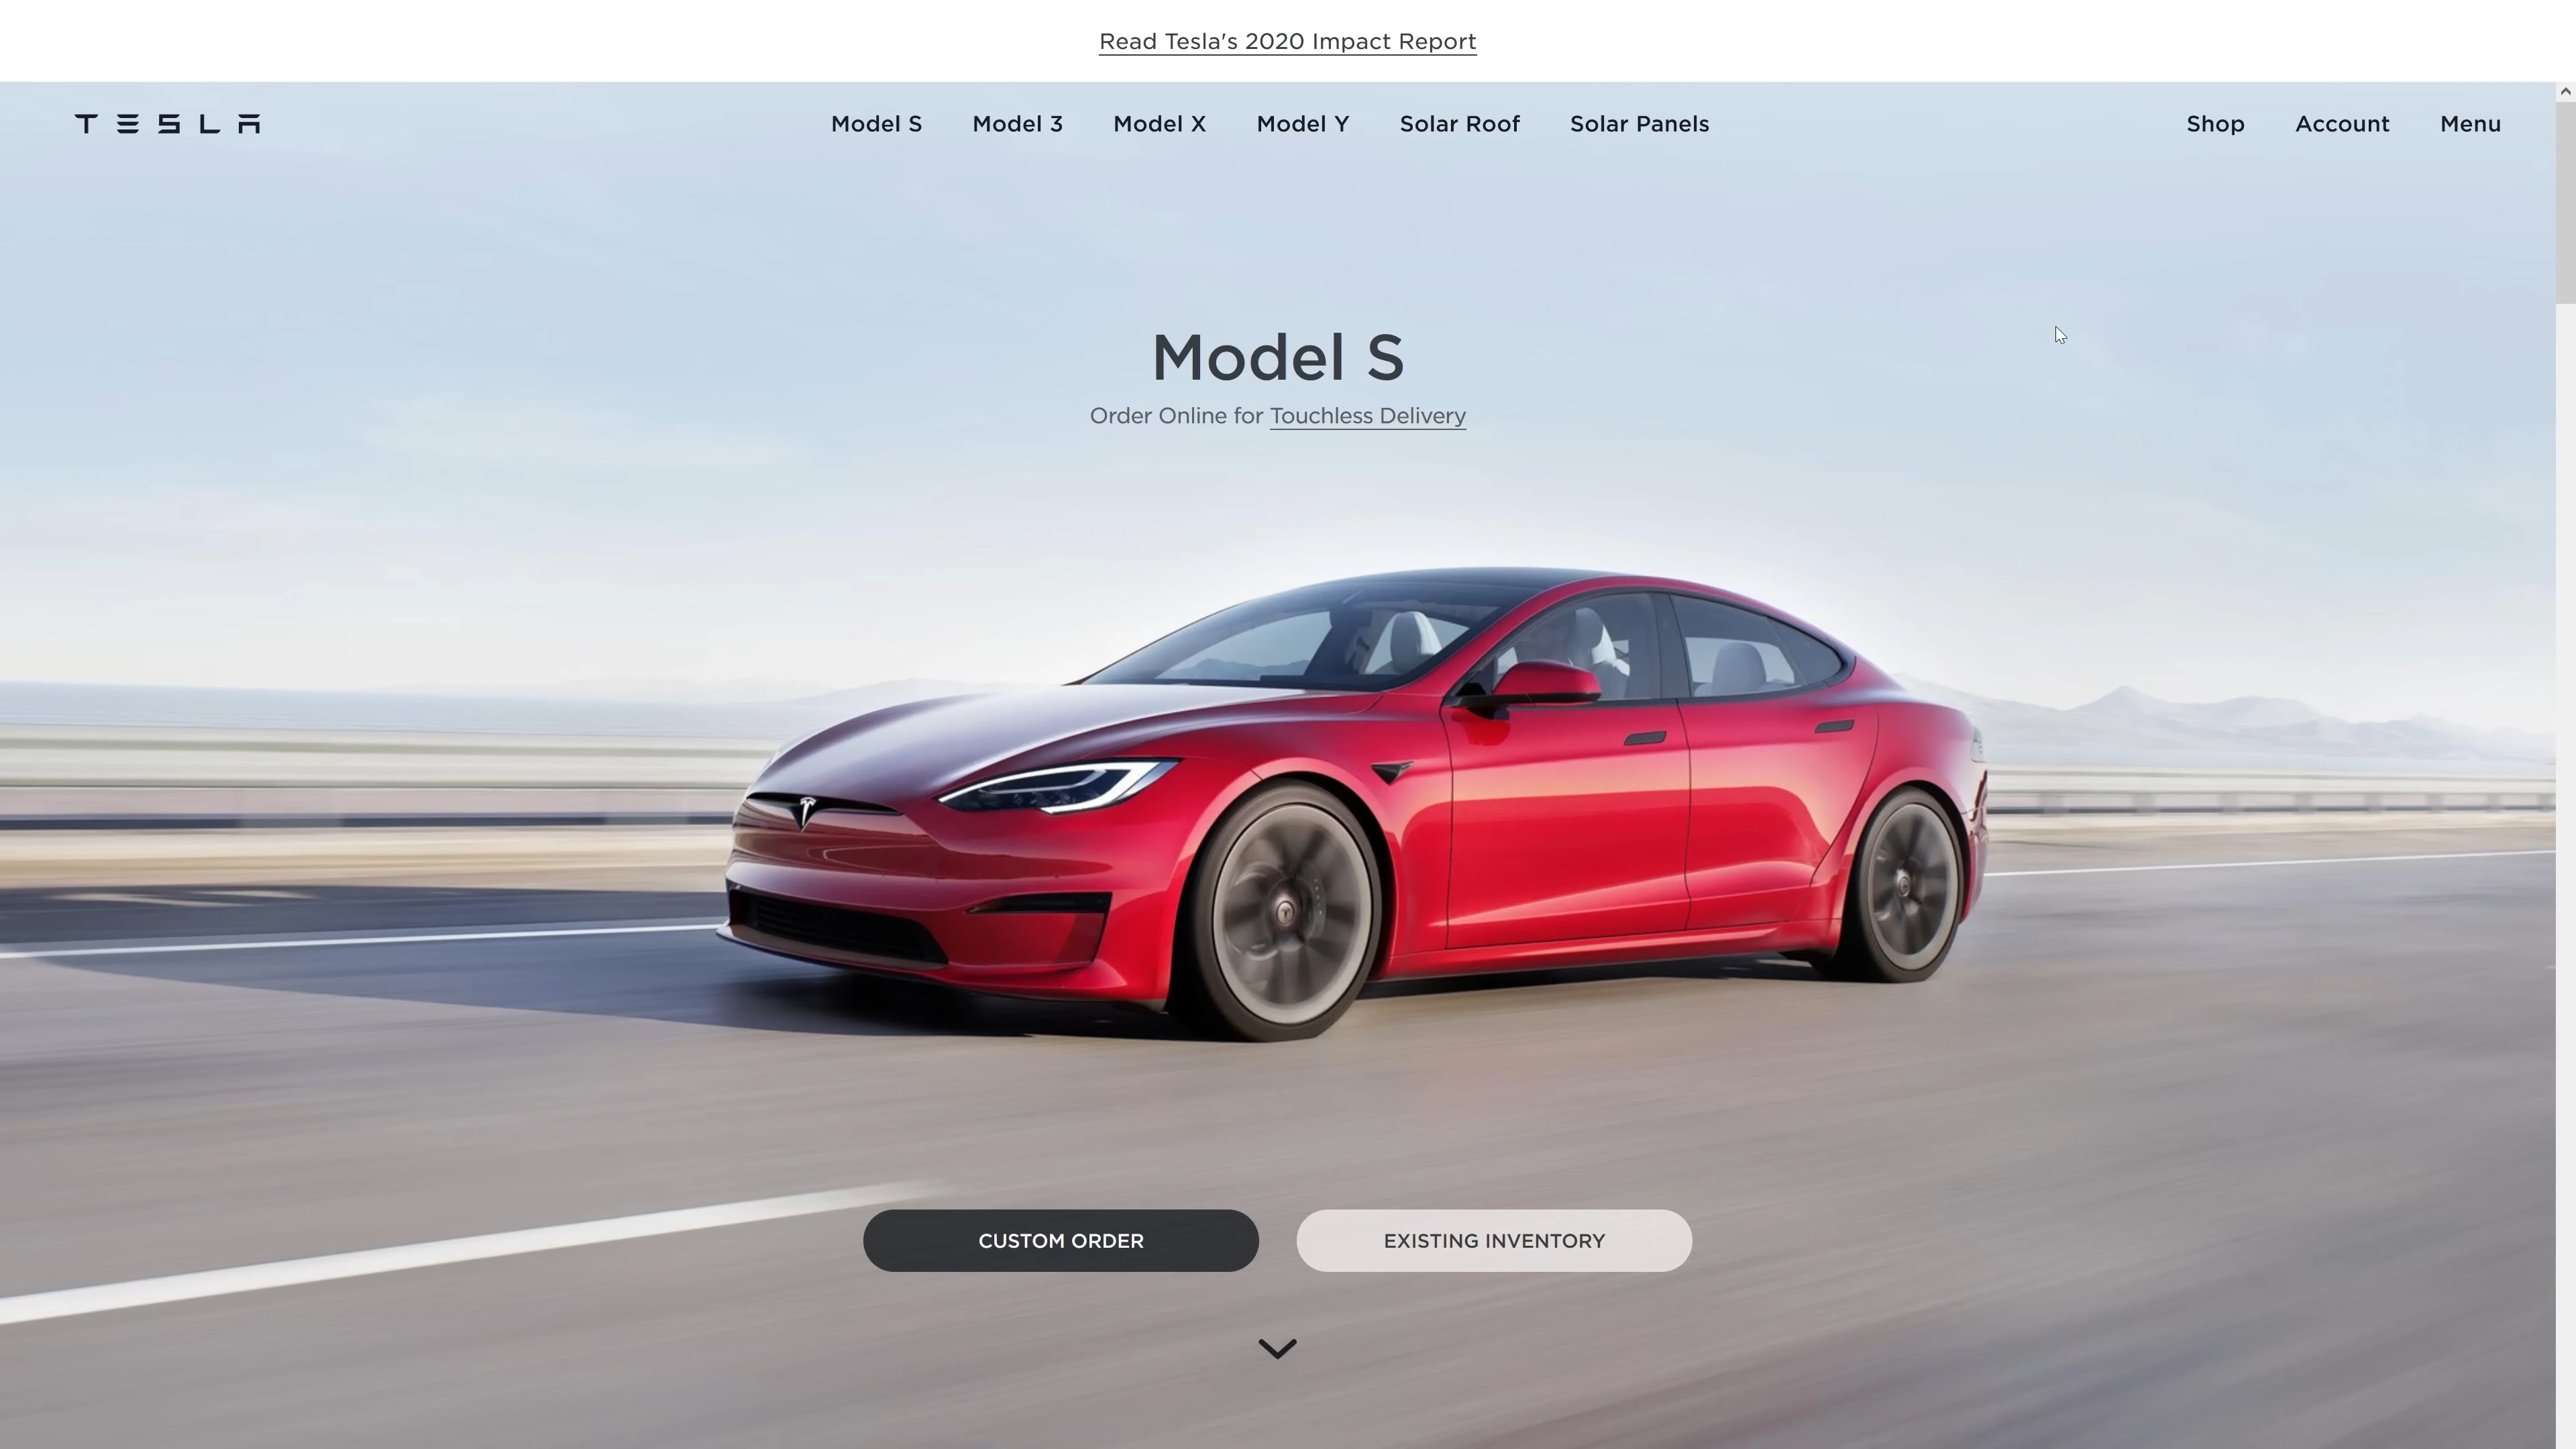 Read Tesla's 2020 Impact Report
TESLA
Model S Model 3 Model X Model Y Solar Roof Solar Panels
Shop Account Menu
Model S
Order Online for Touchless Delivery
CUSTOM ORDER
EXISTING INVENTORY